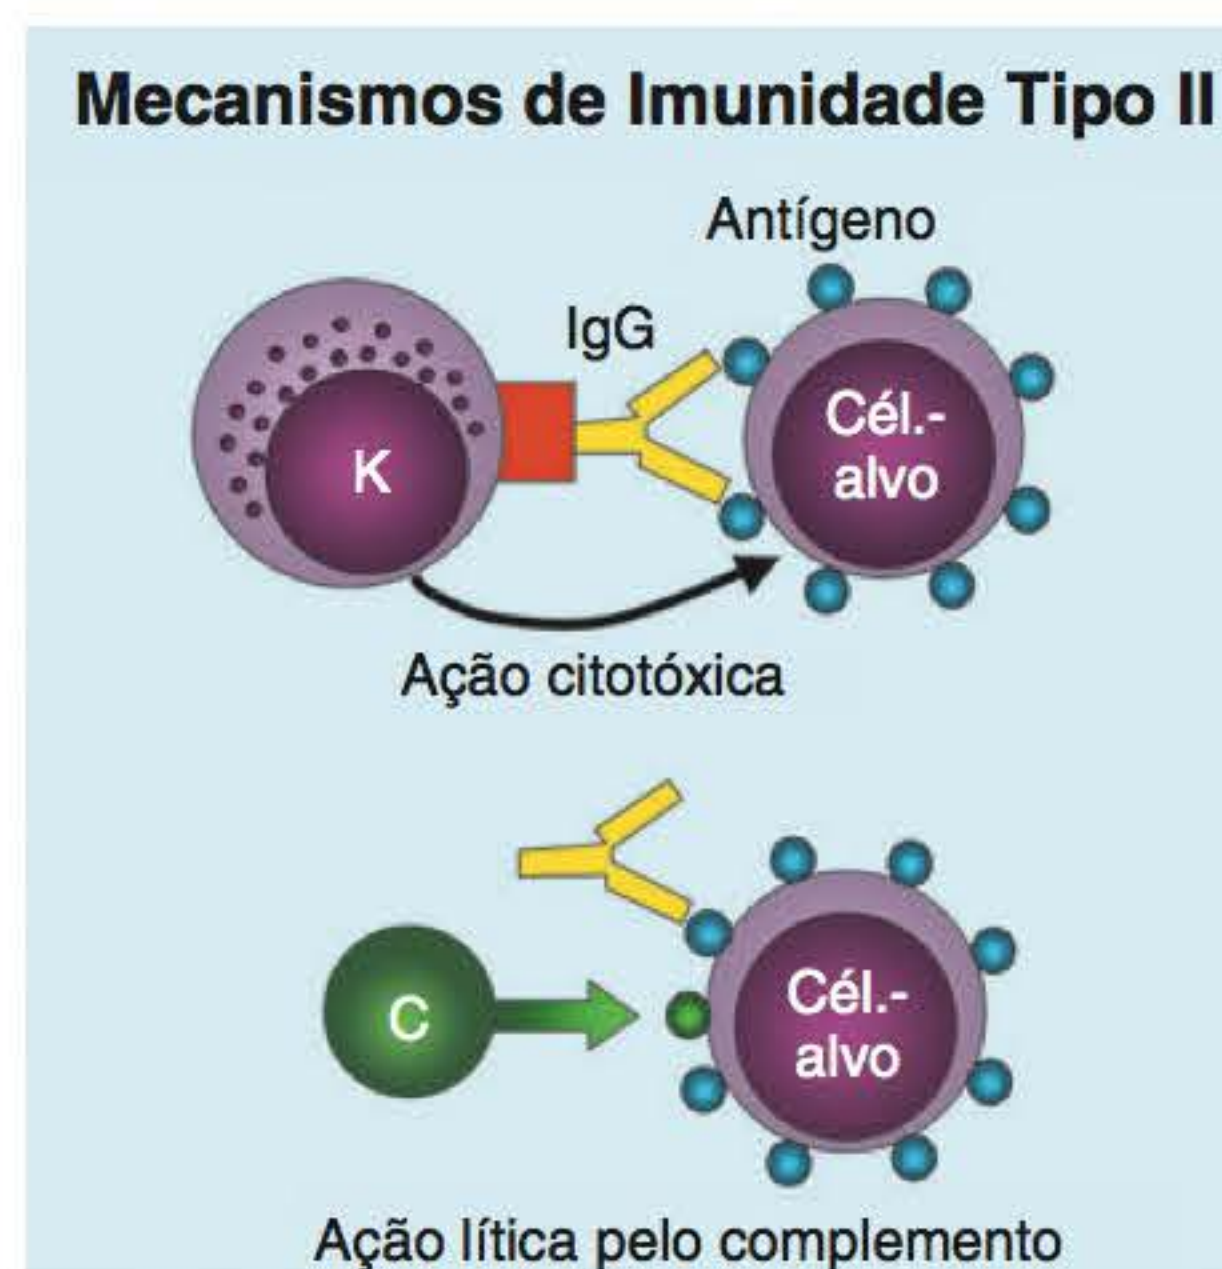 Mecanismos de Imunidade Tipo II
Antígeno
IgG
K
Cél.-
alvo
Ação citotóxica
C
Cél.-
alvo
Ação lítica pelo complemento